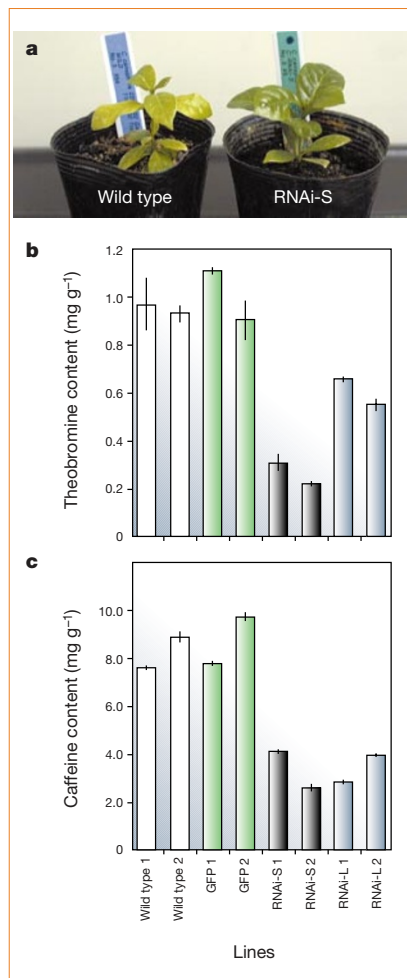 a
Wild type
RNAi-S
b
Theobromine content (mg g⁻¹)
1.2
1.0
0.8
0.6
0.4
0.2
0
c
Caffeine content (mg g⁻¹)
10.0
8.0
6.0
4.0
2.0
0
Wild type 1
Wild type 2
GFP 1
GFP 2
RNAi-S 1
RNAi-S 2
RNAi-L 1
RNAi-L 2
Lines